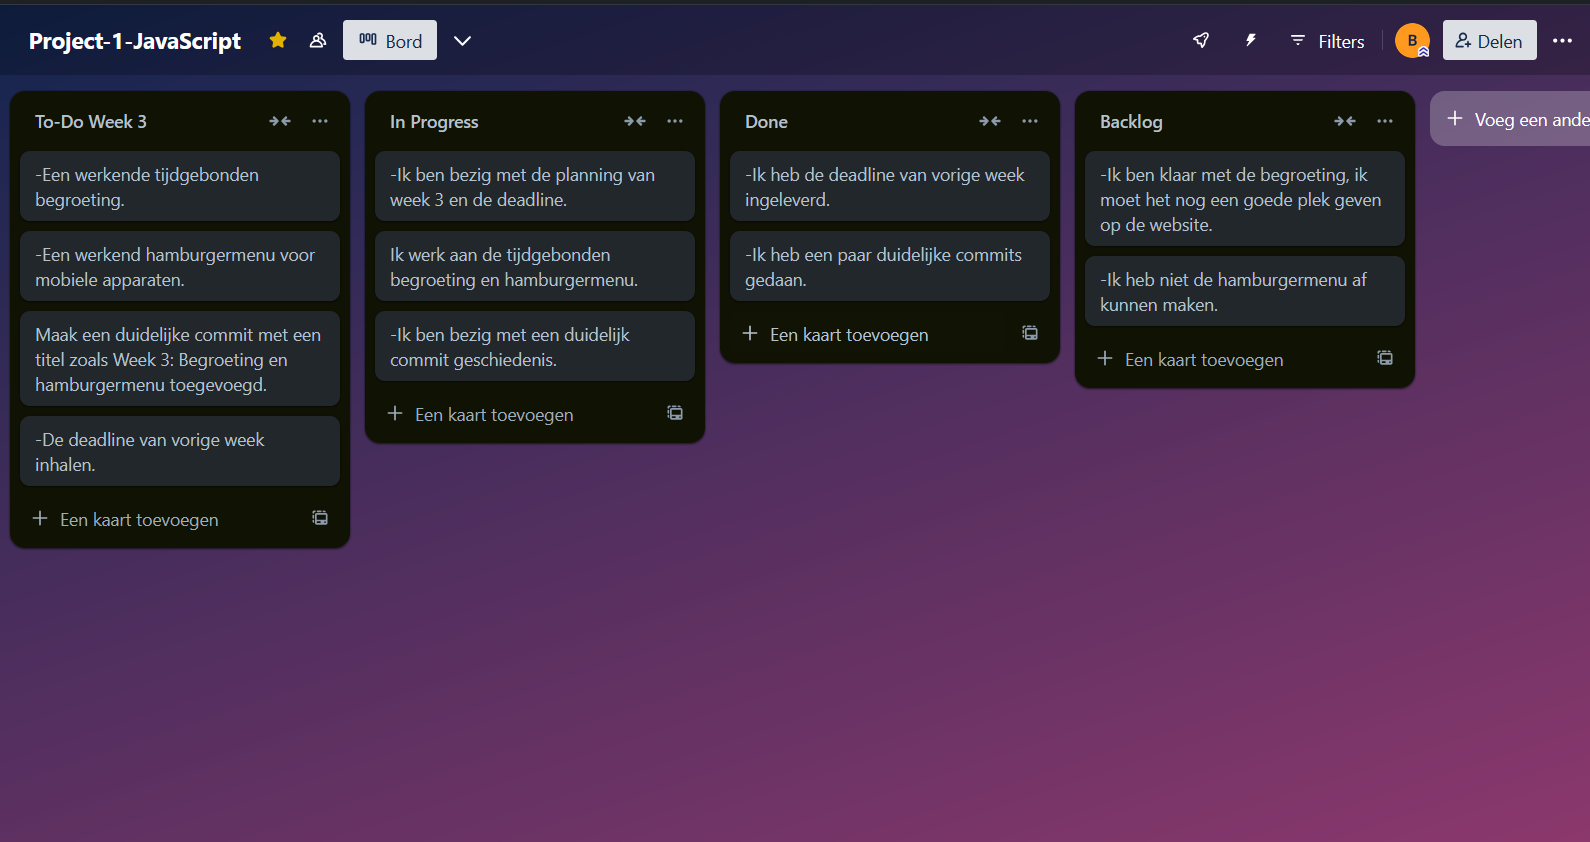 Project-1-JavaScript
Bord
Filters
B
Delen
To-Do Week 3
-Een werkende tijdgebonden
begroeting.
-Een werkend hamburgermenu voor
mobiele apparaten.
Maak een duidelijke commit met een
titel zoals Week 3: Begroeting en
hamburgermenu toegevoegd.
-De deadline van vorige week
inhalen.
Een kaart toevoegen
In Progress
-Ik ben bezig met de planning van
week 3 en de deadline.
Ik werk aan de tijdgebonden
begroeting en hamburgermenu.
-Ik ben bezig met een duidelijk
commit geschiedenis.
Een kaart toevoegen
Done
-Ik heb de deadline van vorige week
ingeleverd.
-Ik heb een paar duidelijke commits
gedaan.
Een kaart toevoegen
Backlog
-Ik ben klaar met de begroeting, ik
moet het nog een goede plek geven
op de website.
-Ik heb niet de hamburgermenu af
kunnen maken.
Een kaart toevoegen
Voeg een ande